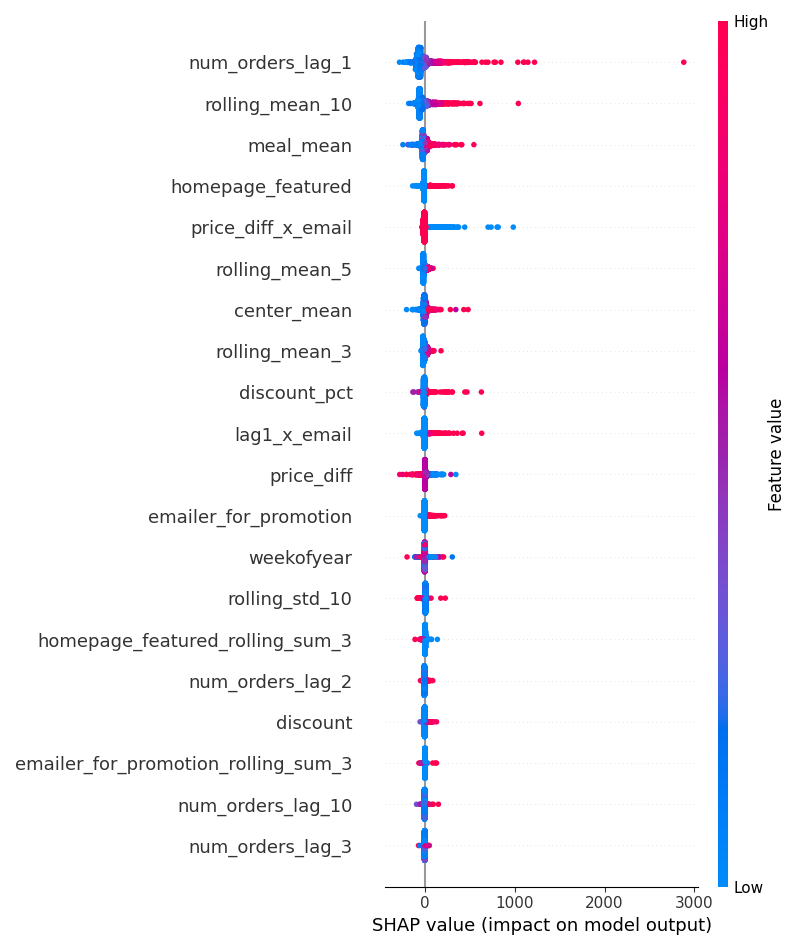 High
num_orders_lag_1
rolling_mean_10
meal_mean
homepage_featured
price_diff_x_email
rolling_mean_5
center_mean
rolling_mean_3
discount_pct
lag1_x_email
price_diff
emailer_for_promotion
weekofyear
rolling_std_10
homepage_featured_rolling_sum_3
num_orders_lag_2
discount
emailer_for_promotion_rolling_sum_3
num_orders_lag_10
num_orders_lag_3
Feature value
Low
0 1000 2000 3000
SHAP value (impact on model output)